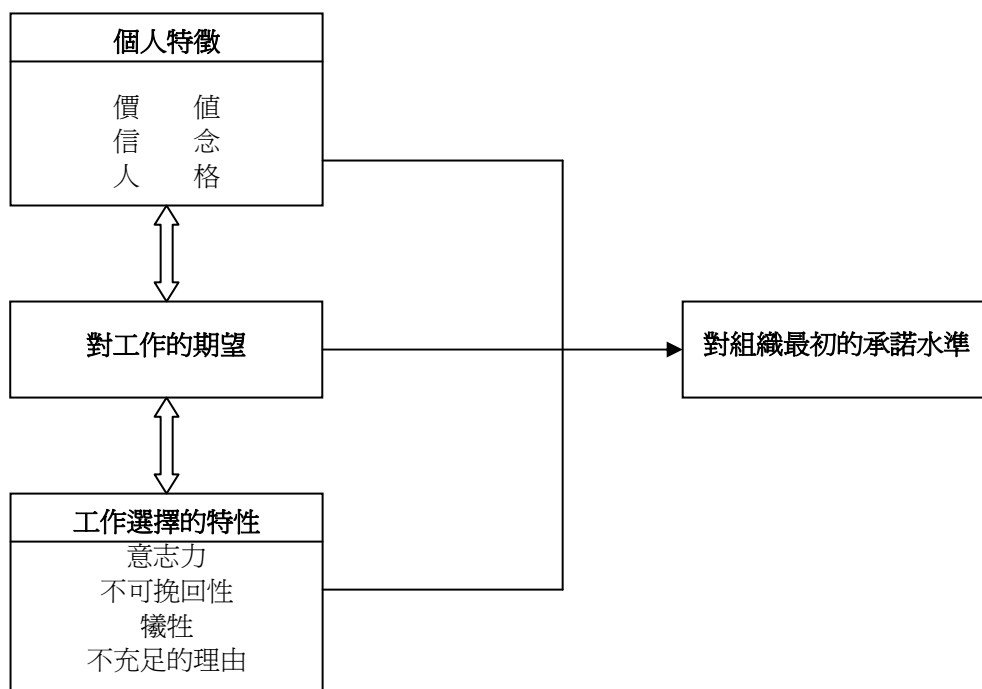 個人特徵
價　　值
信　　念
人　　格
對工作的期望
對組織最初的承諾水準
工作選擇的特性
意志力
不可挽回性
犧牲
不充足的理由